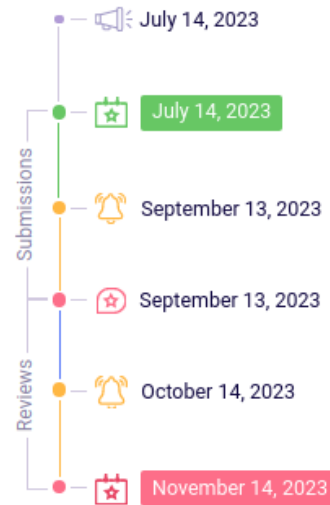 July 14, 2023
July 14, 2023
Submissions
September 13, 2023
September 13, 2023
Reviews
October 14, 2023
November 14, 2023